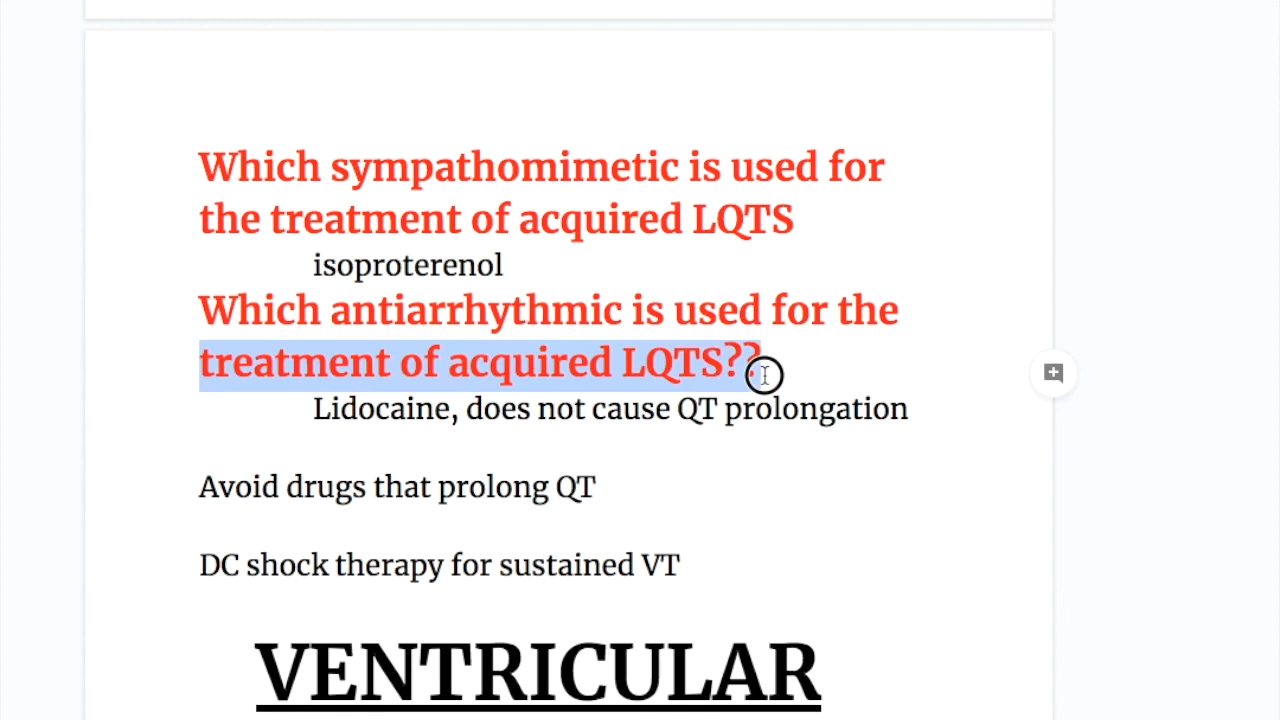 Which sympathomimetic is used for
the treatment of acquired LQTS
isoproterenol
Which antiarrhythmic is used for the
treatment of acquired LQTS??
Lidocaine, does not cause QT prolongation
Avoid drugs that prolong QT
DC shock therapy for sustained VT
VENTRICULAR